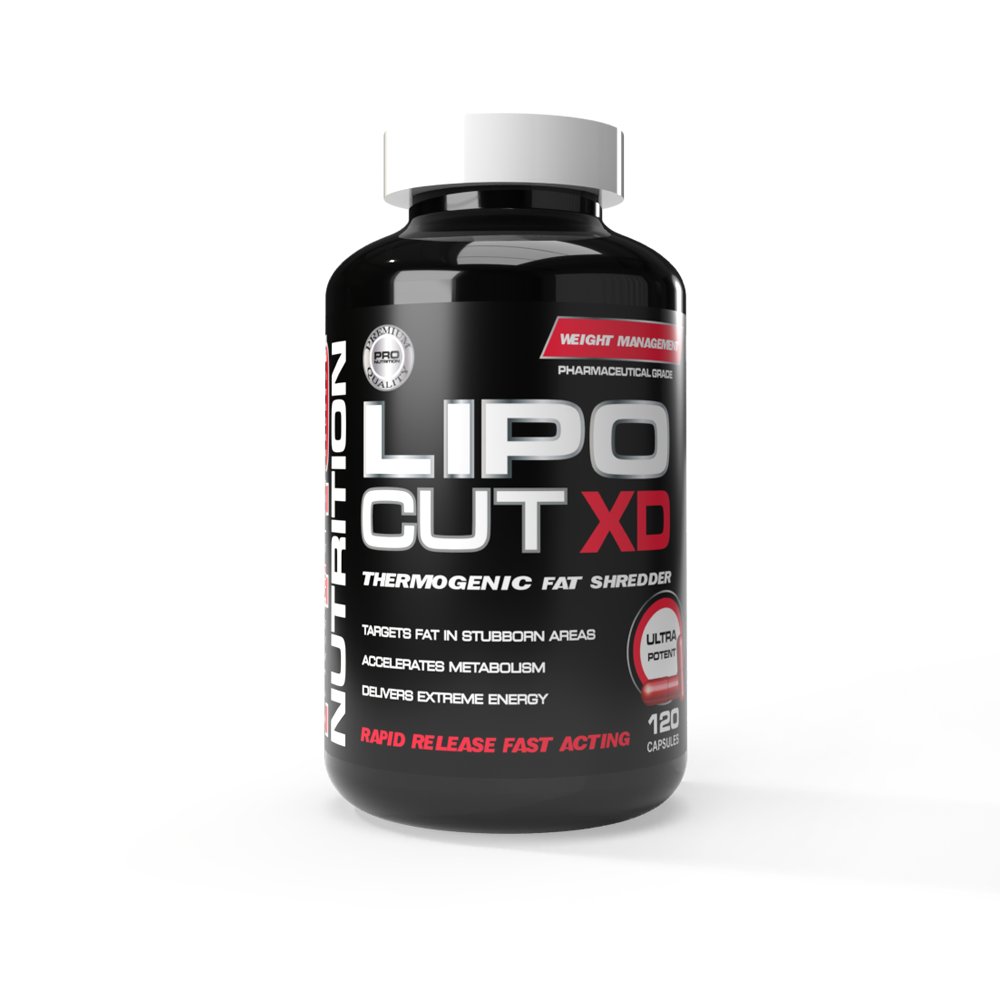 PREMIUM
PRO
NUTRITION
QUALITY
WEIGHT MANAGEMENT
PHARMACEUTICAL GRADE
LIPO
CUT XD
THERMOGENIC FAT SHREDDER
TARGETS FAT IN STUBBORN AREAS
ACCELERATES METABOLISM
DELIVERS EXTREME ENERGY
RAPID RELEASE FAST ACTING
ULTRA
POTENT
120
CAPSULES
NUTRITION